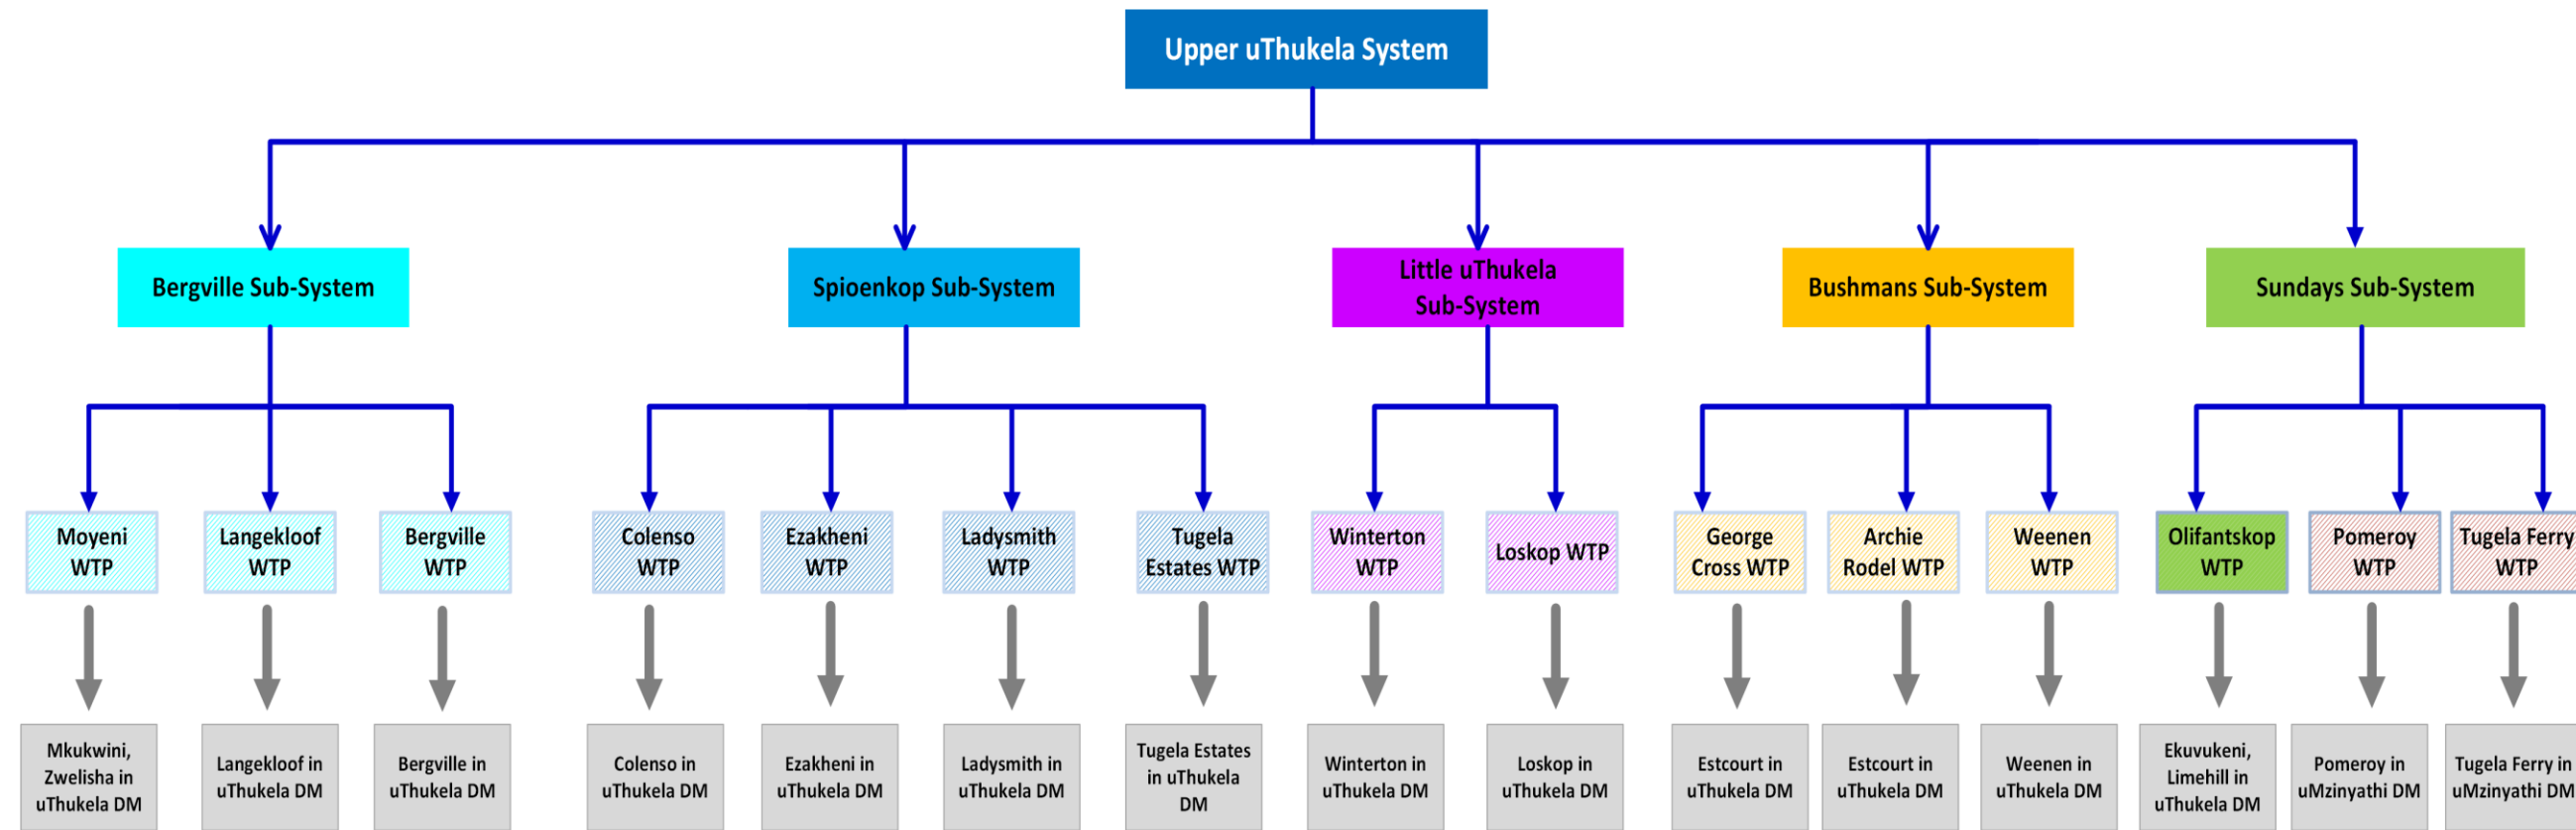 Upper uThukela System
Bergville Sub-System
Spioenkop Sub-System
Little uThukela
Sub-System
Bushmans Sub-System
Sundays Sub-System
Moyeni
WTP
Langekloof
WTP
Bergville
WTP
Colenso
WTP
Ezakheni
WTP
Ladysmith
WTP
Tugela
Estates WTP
Winterton
WTP
Loskop WTP
George
Cross WTP
Archie
Rodel WTP
Weenen
WTP
Olifantskop
WTP
Pomeroy
WTP
Tugela Ferry
WTP
Mkukwini,
Zwelisha in
uThukela DM
Langekloof in
uThukela DM
Bergville in
uThukela DM
Colenso in
uThukela DM
Ezakheni in
uThukela DM
Ladysmith in
uThukela DM
Tugela Estates
in uThukela
DM
Winterton in
uThukela DM
Loskop in
uThukela DM
Estcourt in
uThukela DM
Estcourt in
uThukela DM
Weenen in
uThukela DM
Ekuvukeni,
Limehill in
uThukela DM
Pomeroy in
uMzinyathi DM
Tugela Ferry in
uMzinyathi DM